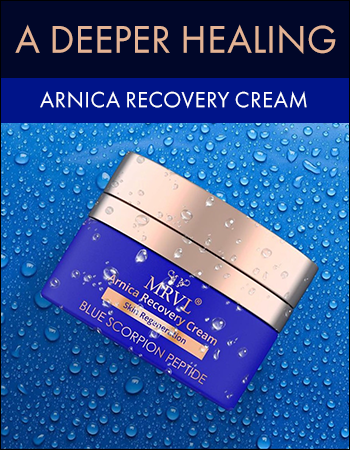 A DEEPER HEALING
ARNICA RECOVERY CREAM
MRVL®
Arnica Recovery Cream
Skin Regeneration
BLUE SCORPION PEPTIDE